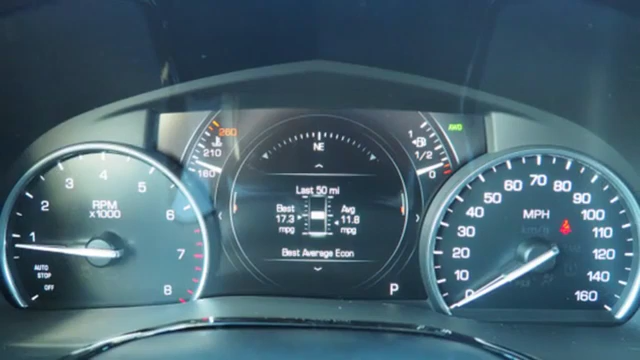 1
2
3
4
5
6
7
8
RPM
x1000
AUTO
STOP
OFF
260
210
160
NE
Last 50 mi
Best
17.3
mpg
Avg
11.8
mpg
Best Average Econ
P
1
1/2
0
AWD
0
10
20
30
40
50
60
70
80
90
100
110
120
140
160
MPH